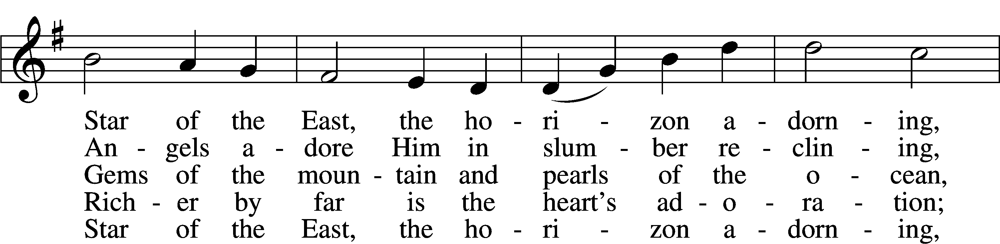 Star of the East, the ho - ri - zon a - dorn - ing,
An - gels a - dore Him in slum - ber re - clin - ing,
Gems of the moun - tain and pearls of the o - cean,
Rich - er by far is the heart's ad - o - ra - tion;
Star of the East, the ho - ri - zon a - dorn - ing,